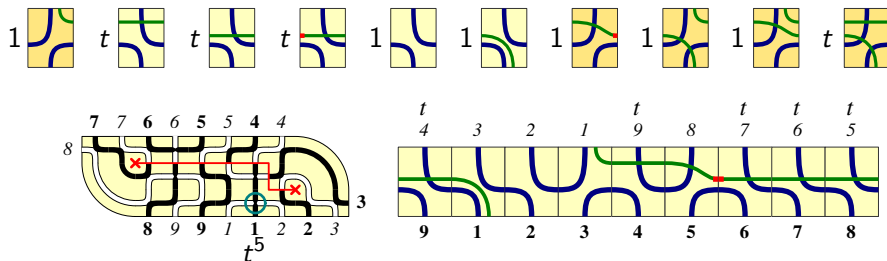 1 t t t 1 1 1 1 1 t
t t t t t
7 7 6 6 5 5 4 4 4 3 2 1 9 8 7 6 5
8
3
8 9 9 1 1 2 2 3 9 1 2 3 4 5 6 7 8
t^5